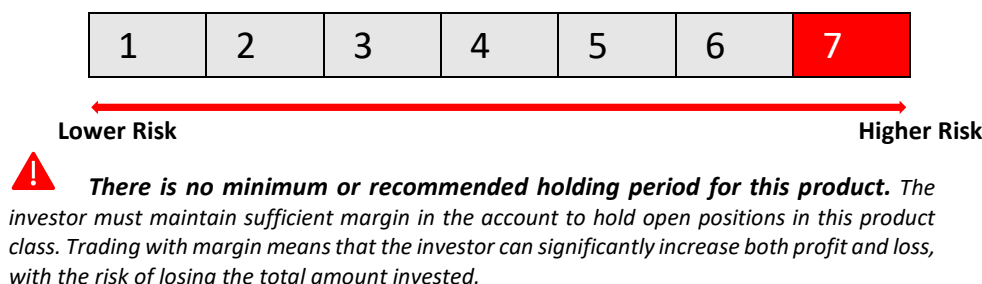 1 2 3 4 5 6 7
Lower Risk Higher Risk
There is no minimum or recommended holding period for this product. The
investor must maintain sufficient margin in the account to hold open positions in this product
class. Trading with margin means that the investor can significantly increase both profit and loss,
with the risk of losing the total amount invested.